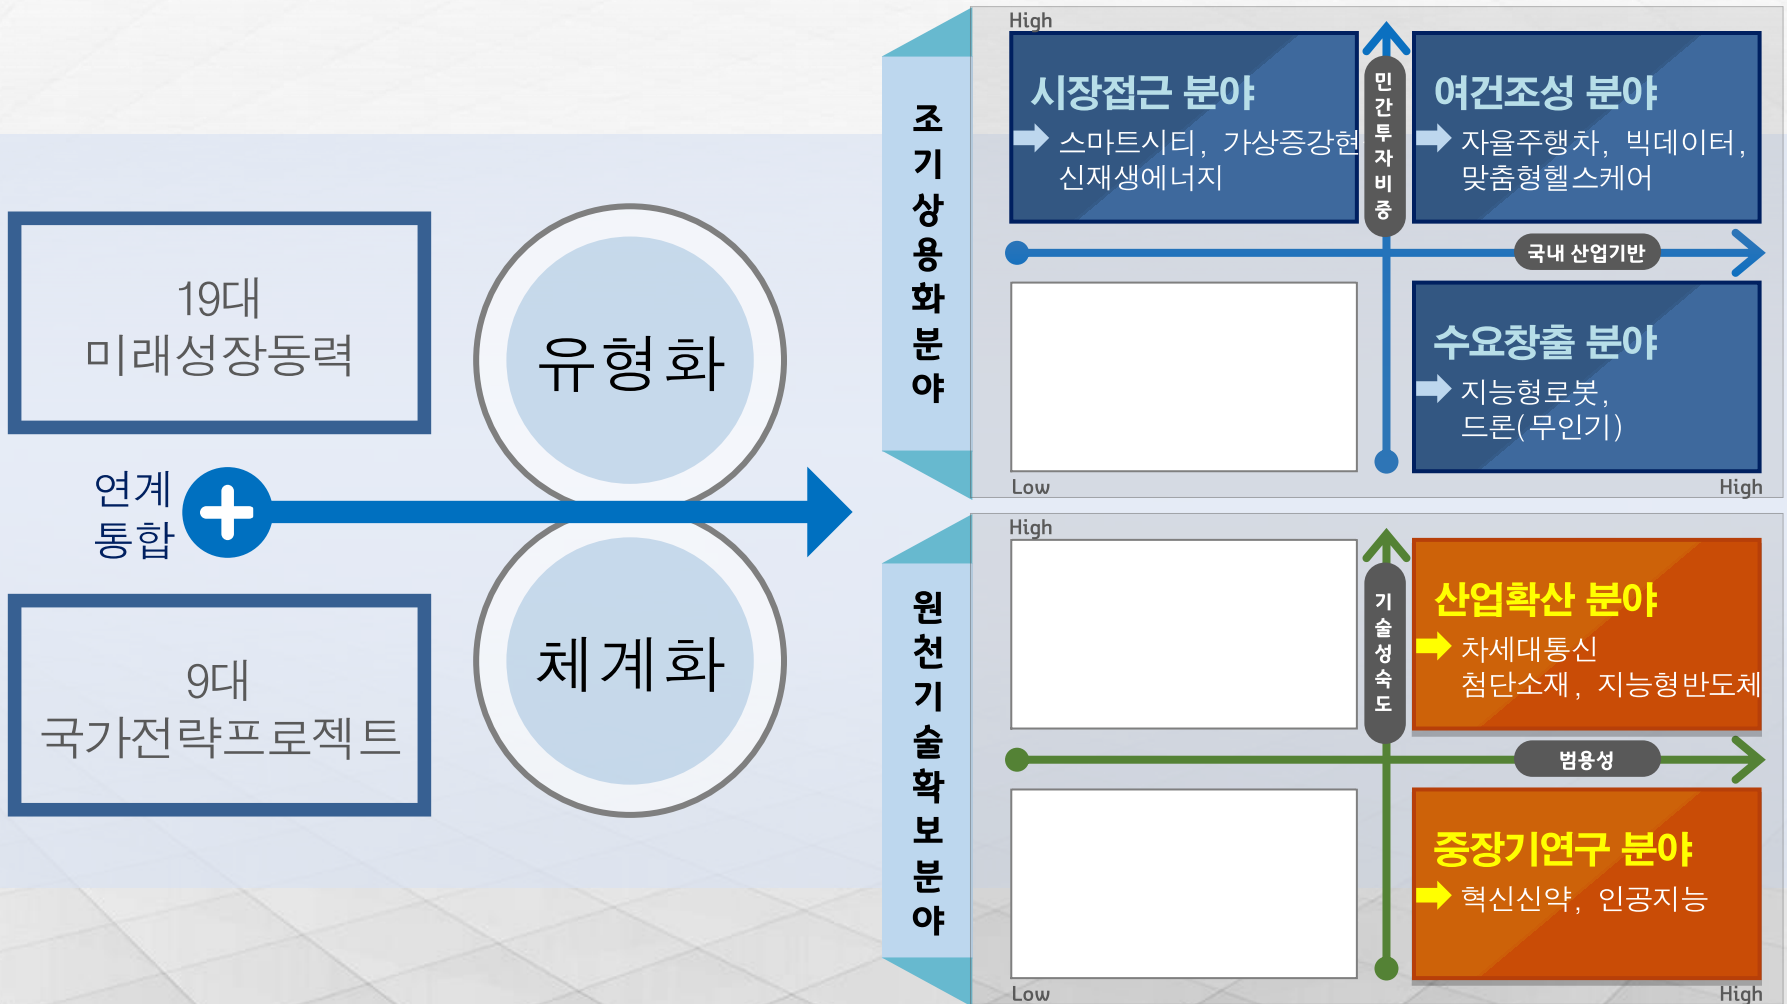 19대
미래성장동력
연계
통합
9대
국가전략프로젝트
유형화
체계화
조기상용화분야
High
시장접근 분야
스마트시티, 가상증강현
신재생에너지
민간투자비중
여건조성 분야
자율주행차, 빅데이터,
맞춤형헬스케어
국내 산업기반
수요창출 분야
지능형로봇,
드론(무인기)
Low
High
원천기술확보분야
High
기술성숙도
산업확산 분야
차세대통신
첨단소재, 지능형반도체
범용성
중장기연구 분야
혁신신약, 인공지능
Low
High